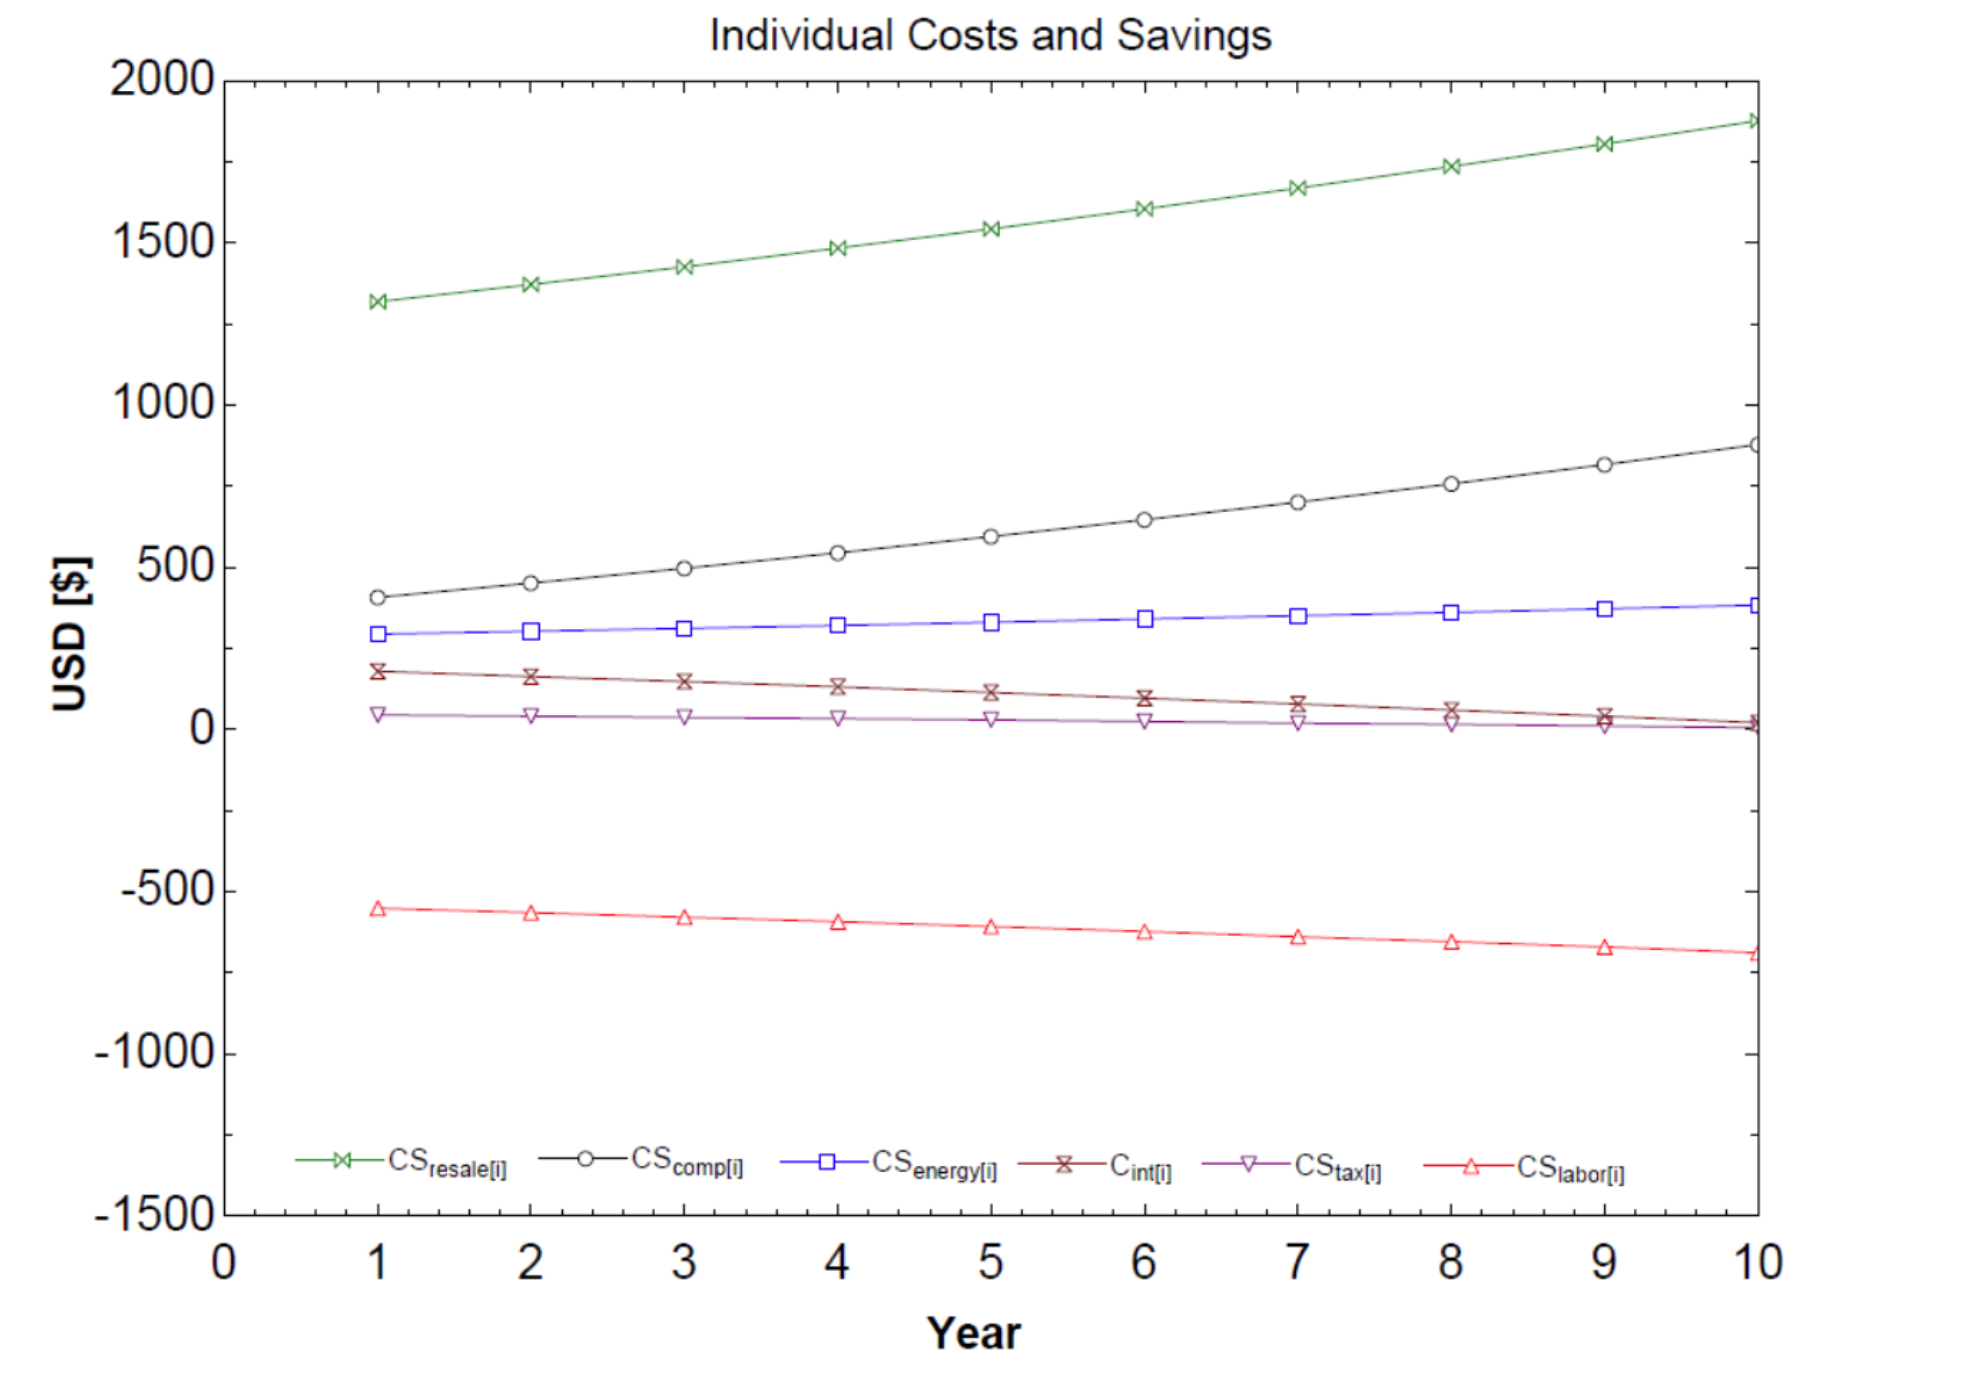 Individual Costs and Savings
2000
1500
1000
500
0
-500
-1000
-1500
USD [$]
CSresale[i] CScomp[i] CSenergy[i] Cint[i] CStax[i] CSlabor[i]
0 1 2 3 4 5 6 7 8 9 10
Year